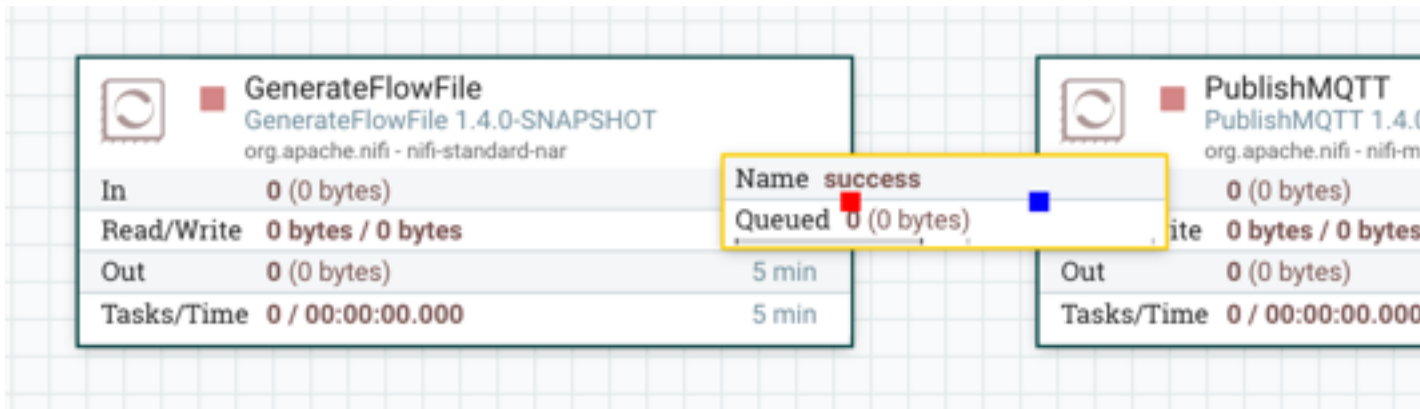 GenerateFlowFile
GenerateFlowFile 1.4.0-SNAPSHOT
org.apache.nifi - nifi-standard-nar
In 0 (0 bytes)
Read/Write 0 bytes / 0 bytes
Out 0 (0 bytes) 5 min
Tasks/Time 0 / 00:00:00.000 5 min
Name success
Queued 0 (0 bytes)
PublishMQTT
PublishMQTT 1.4.0
org.apache.nifi - nifi-m
0 (0 bytes)
ite 0 bytes / 0 bytes
Out 0 (0 bytes)
Tasks/Time 0 / 00:00:00.000